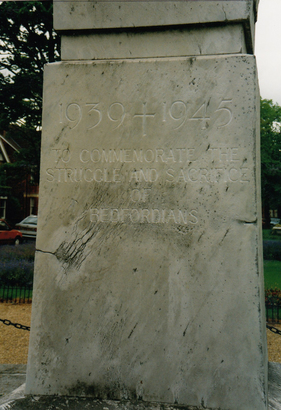 1939 + 1945
TO COMMEMORATE THE
STRUGGLE AND SACRIFICE
OF
BEDFORDIANS